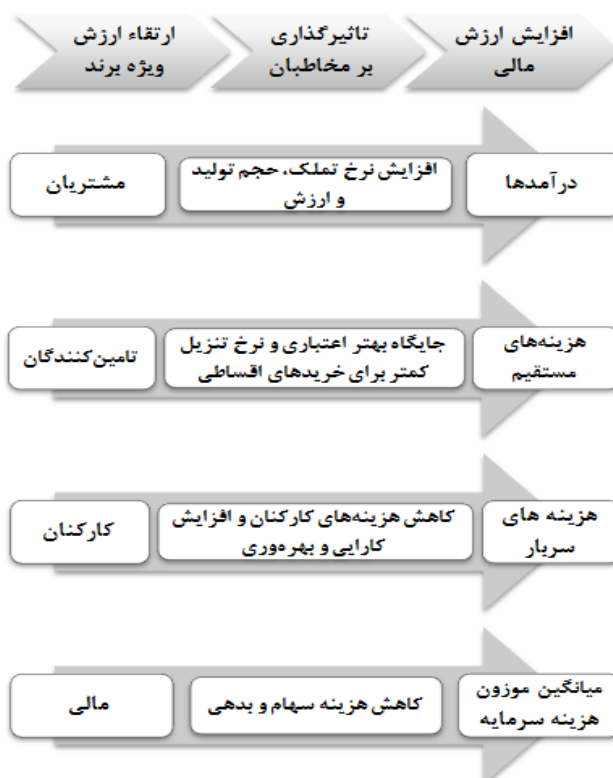 ارتقاء ارزش
ویژه برند
تاثیرگذاری
بر مخاطبان
افزایش ارزش
مالی
مشتریان
افزایش نرخ تملک، حجم تولید
و ارزش
درآمدها
تامین‌کنندگان
جایگاه بهتر اعتباری و نرخ تنزیل
کمتر برای خریدهای اقساطی
هزینه‌های
مستقیم
کارکنان
کاهش هزینه‌های کارکنان و افزایش
کارایی و بهره‌وری
هزینه های
سربار
مالی
کاهش هزینه سهام و بدهی
میانگین موزون
هزینه سرمایه